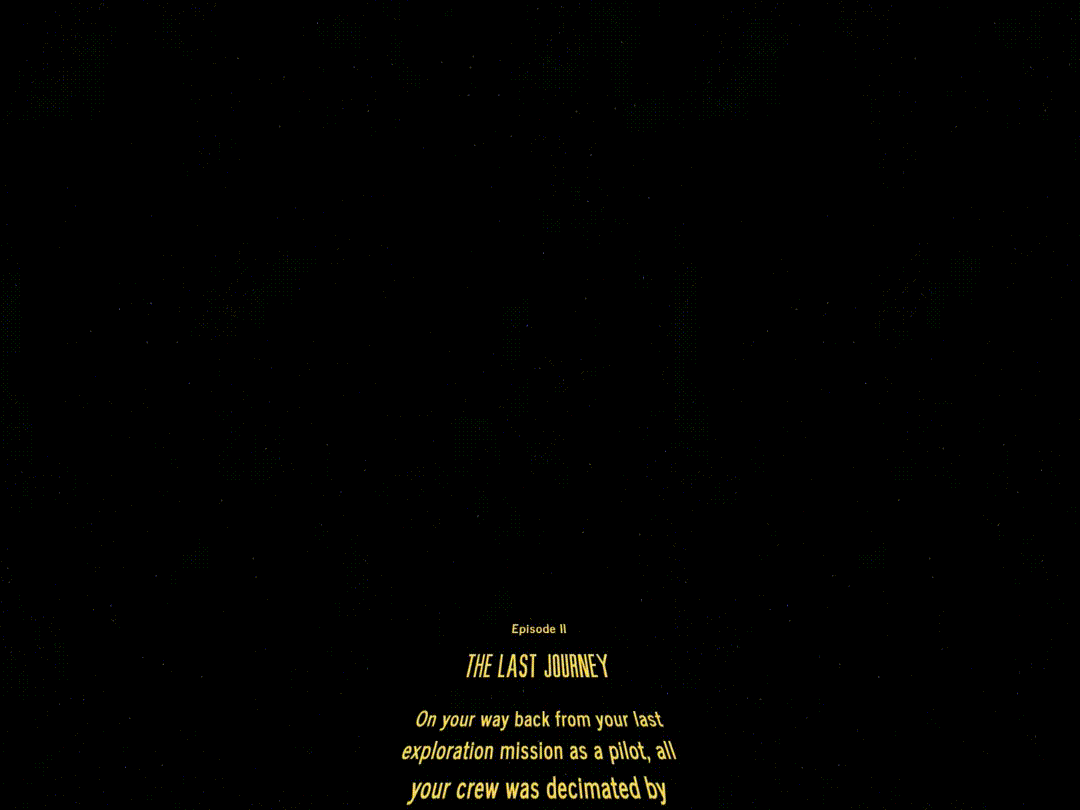 Episode II
THE LAST JOURNEY
On your way back from your last
exploration mission as a pilot, all
your crew was decimated by